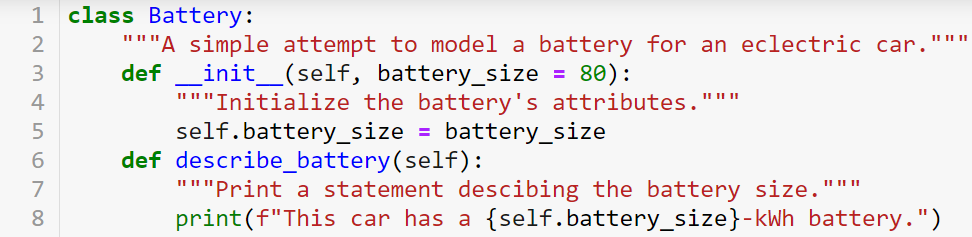 1 class Battery:
2     """A simple attempt to model a battery for an eclectric car."""
3     def __init__(self, battery_size = 80):
4         """Initialize the battery's attributes."""
5         self.battery_size = battery_size
6     def describe_battery(self):
7         """Print a statement descibing the battery size."""
8         print(f"This car has a {self.battery_size}-kWh battery.")